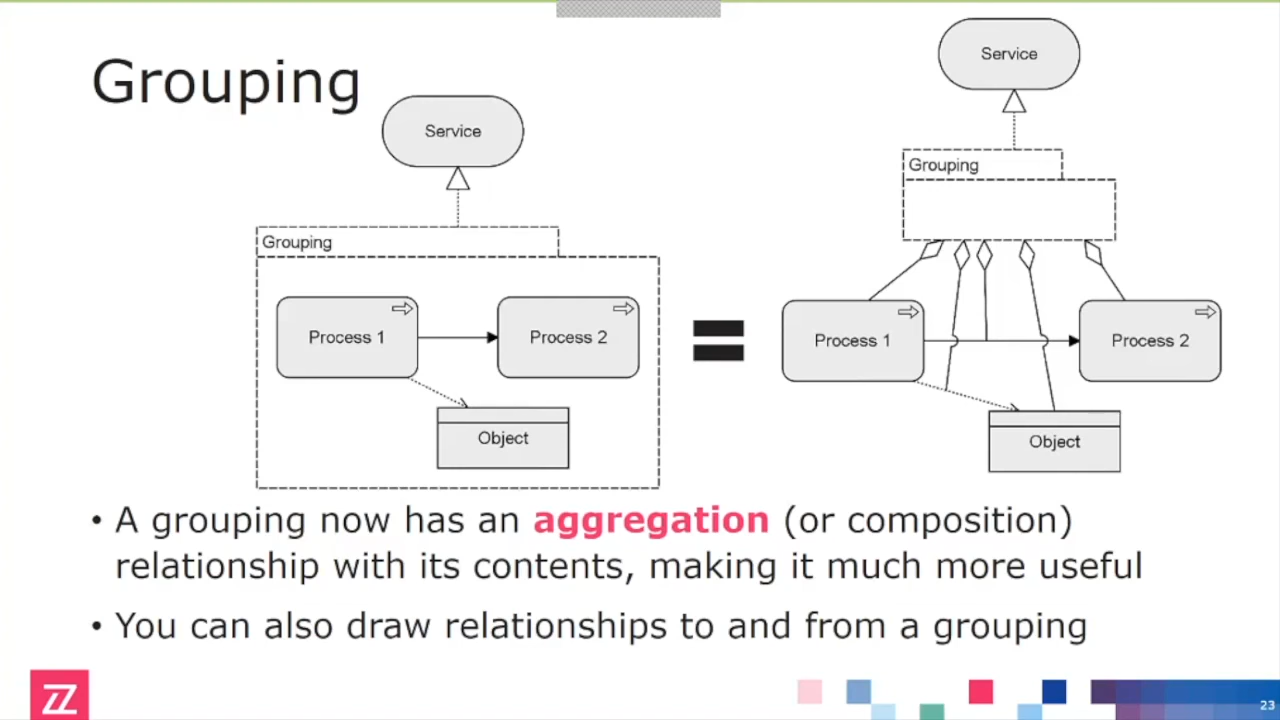 Grouping
Service
Grouping
Process 1
Process 2
Object
Service
Grouping
Process 1
Process 2
Object
• A grouping now has an aggregation (or composition)
relationship with its contents, making it much more useful
• You can also draw relationships to and from a grouping
23